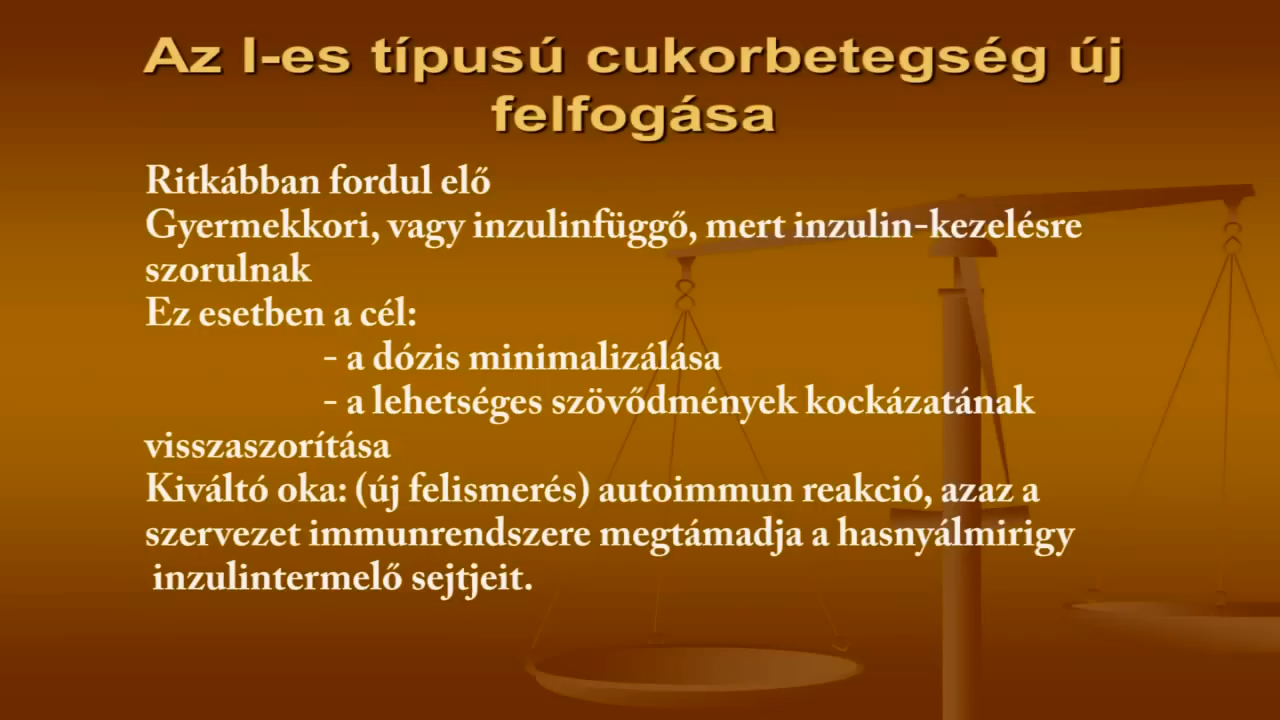 Az I-es típusú cukorbetegség új
felfogása
Ritkábban fordul elő
Gyermekkori, vagy inzulinfüggő, mert inzulin-kezelésre
szorulnak
Ez esetben a cél:
- a dózis minimalizálása
- a lehetséges szövődmények kockázatának
visszaszorítása
Kiváltó oka: (új felismerés) autoimmun reakció, azaz a
szervezet immunrendszere megtámadja a hasnyálmirigy
inzulintermelő sejtjeit.